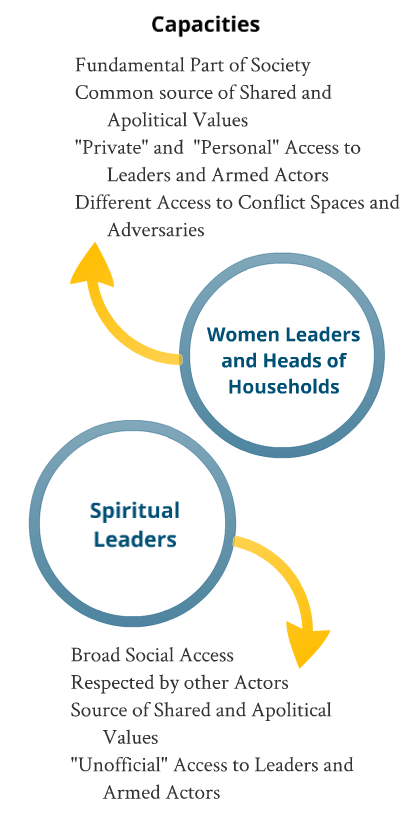 Capacities
Fundamental Part of Society
Common source of Shared and
Apolitical Values
"Private" and "Personal" Access to
Leaders and Armed Actors
Different Access to Conflict Spaces and
Adversaries
Women Leaders
and Heads of
Households
Spiritual
Leaders
Broad Social Access
Respected by other Actors
Source of Shared and Apolitical
Values
"Unofficial" Access to Leaders and
Armed Actors